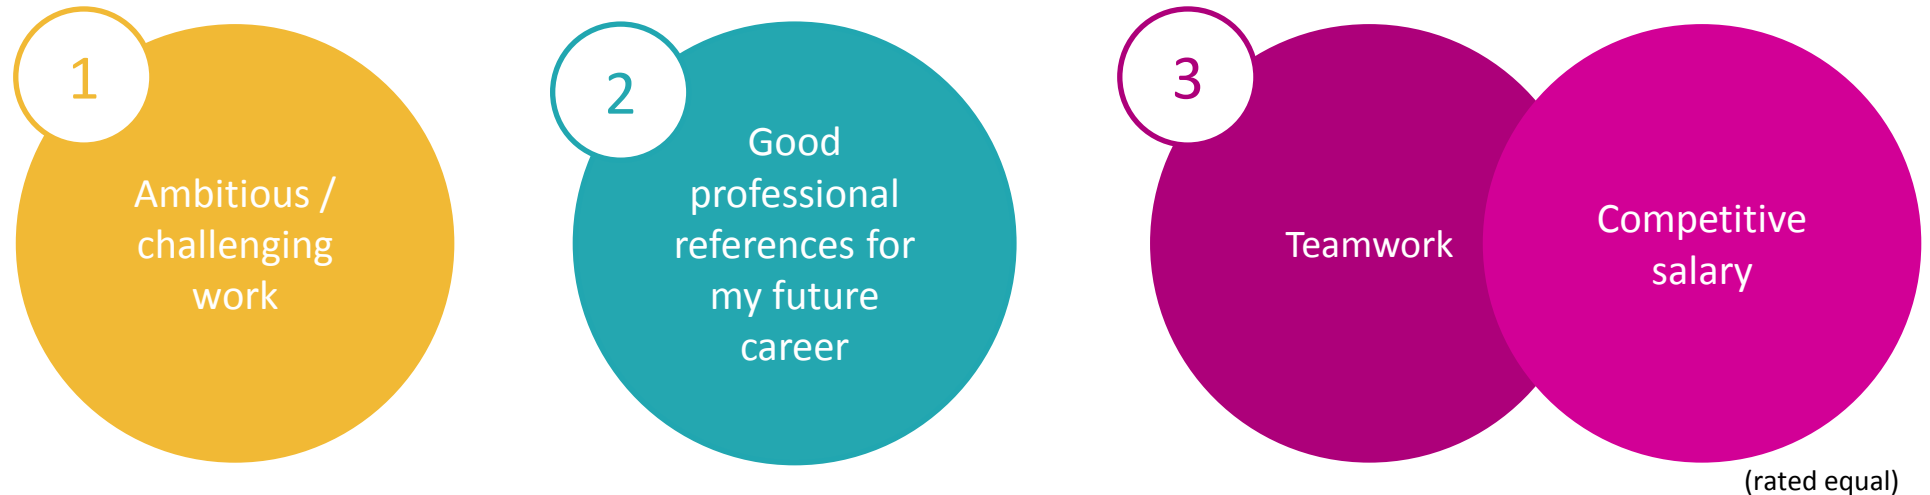 1
Ambitious /
challenging
work
2
Good
professional
references for
my future
career
3
Teamwork
Competitive
salary
(rated equal)